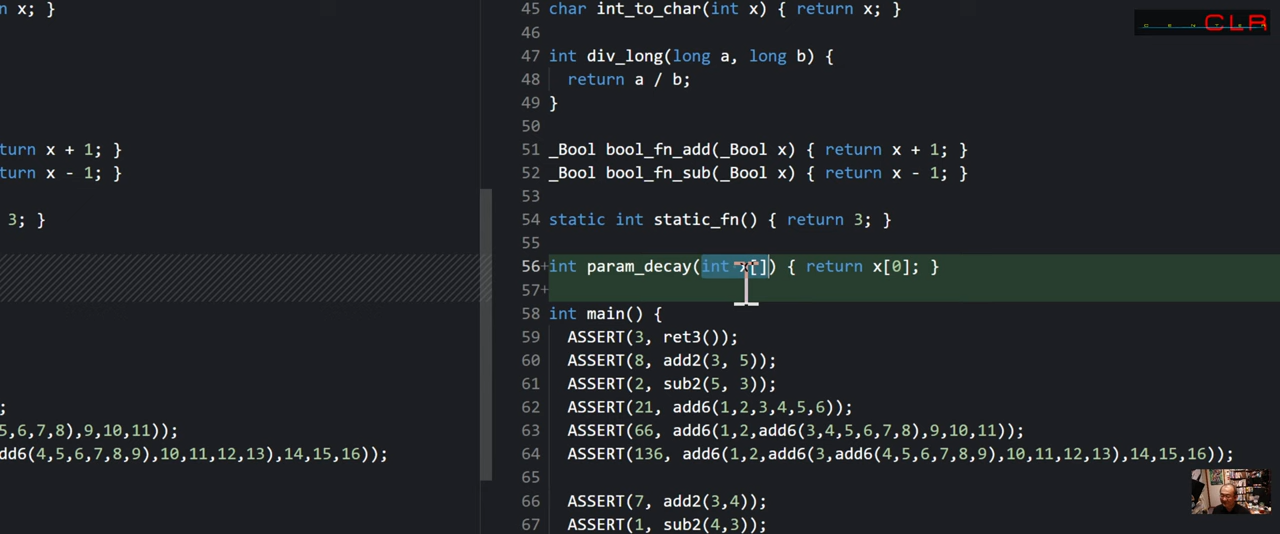 n x; }
turn x + 1; }
turn x - 1; }
3; }
;
5,6,7,8),9,10,11));
dd6(4,5,6,7,8,9),10,11,12,13),14,15,16));
45 char int_to_char(int x) { return x; }
46
47 int div_long(long a, long b) {
48 return a / b;
49 }
50
51 _Bool bool_fn_add(_Bool x) { return x + 1; }
52 _Bool bool_fn_sub(_Bool x) { return x - 1; }
53
54 static int static_fn() { return 3; }
55
56+ int param_decay(int x[]) { return x[0]; }
57+
58 int main() {
59 ASSERT(3, ret3());
60 ASSERT(8, add2(3, 5));
61 ASSERT(2, sub2(5, 3));
62 ASSERT(21, add6(1,2,3,4,5,6));
63 ASSERT(66, add6(1,2,add6(3,4,5,6,7,8),9,10,11));
64 ASSERT(136, add6(1,2,add6(3,add6(4,5,6,7,8,9),10,11,12,13),14,15,16));
65
66 ASSERT(7, add2(3,4));
67 ASSERT(1, sub2(4,3));
C E N T E R CLR